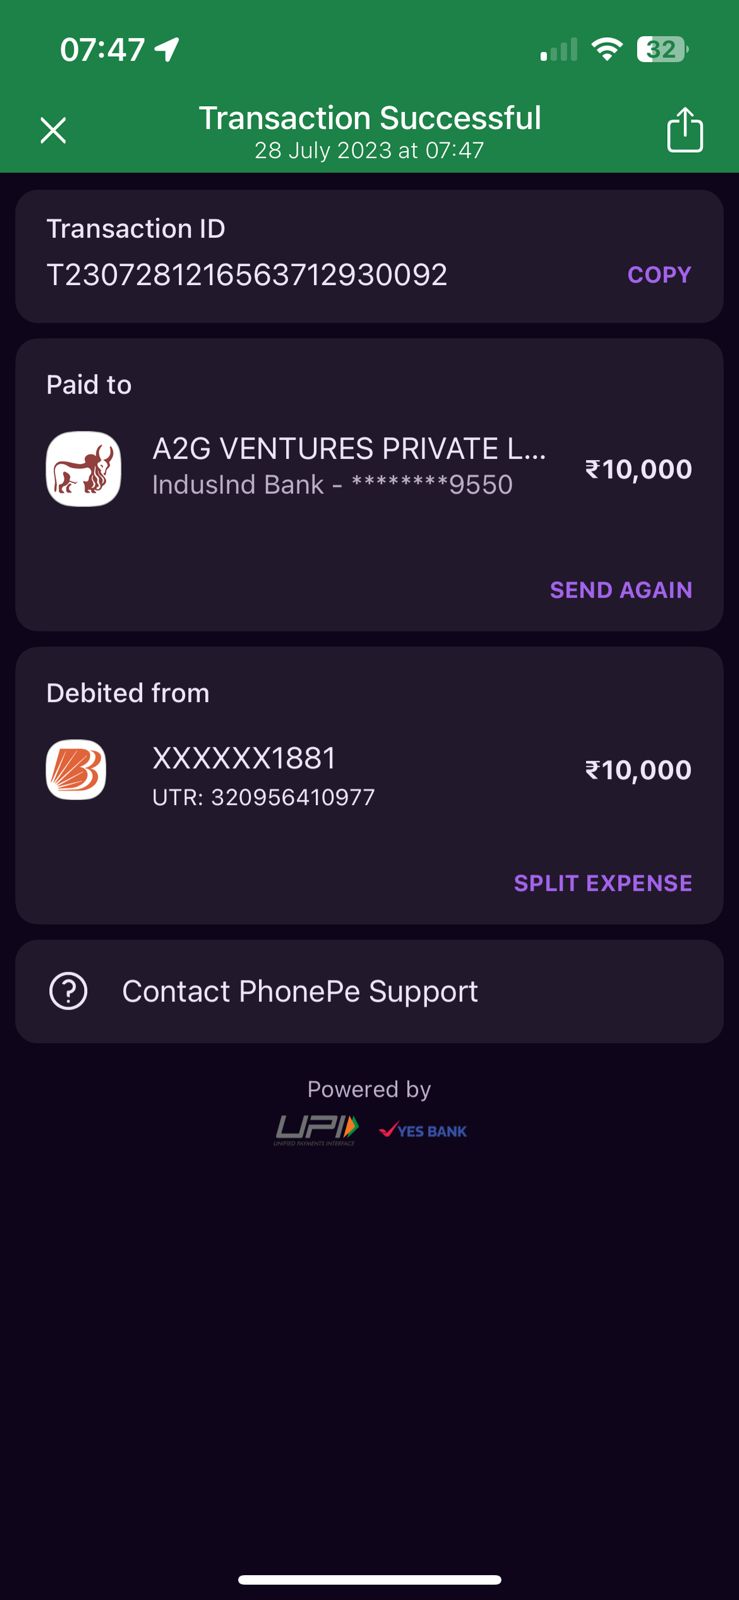 07:47
32
Transaction Successful
28 July 2023 at 07:47
Transaction ID
T2307281216563712930092
COPY
Paid to
A2G VENTURES PRIVATE L...
IndusInd Bank - ********9550
₹10,000
SEND AGAIN
Debited from
XXXXXX1881
₹10,000
UTR: 320956410977
SPLIT EXPENSE
Contact PhonePe Support
Powered by
UPI
UNIFIED PAYMENTS INTERFACE
YES BANK